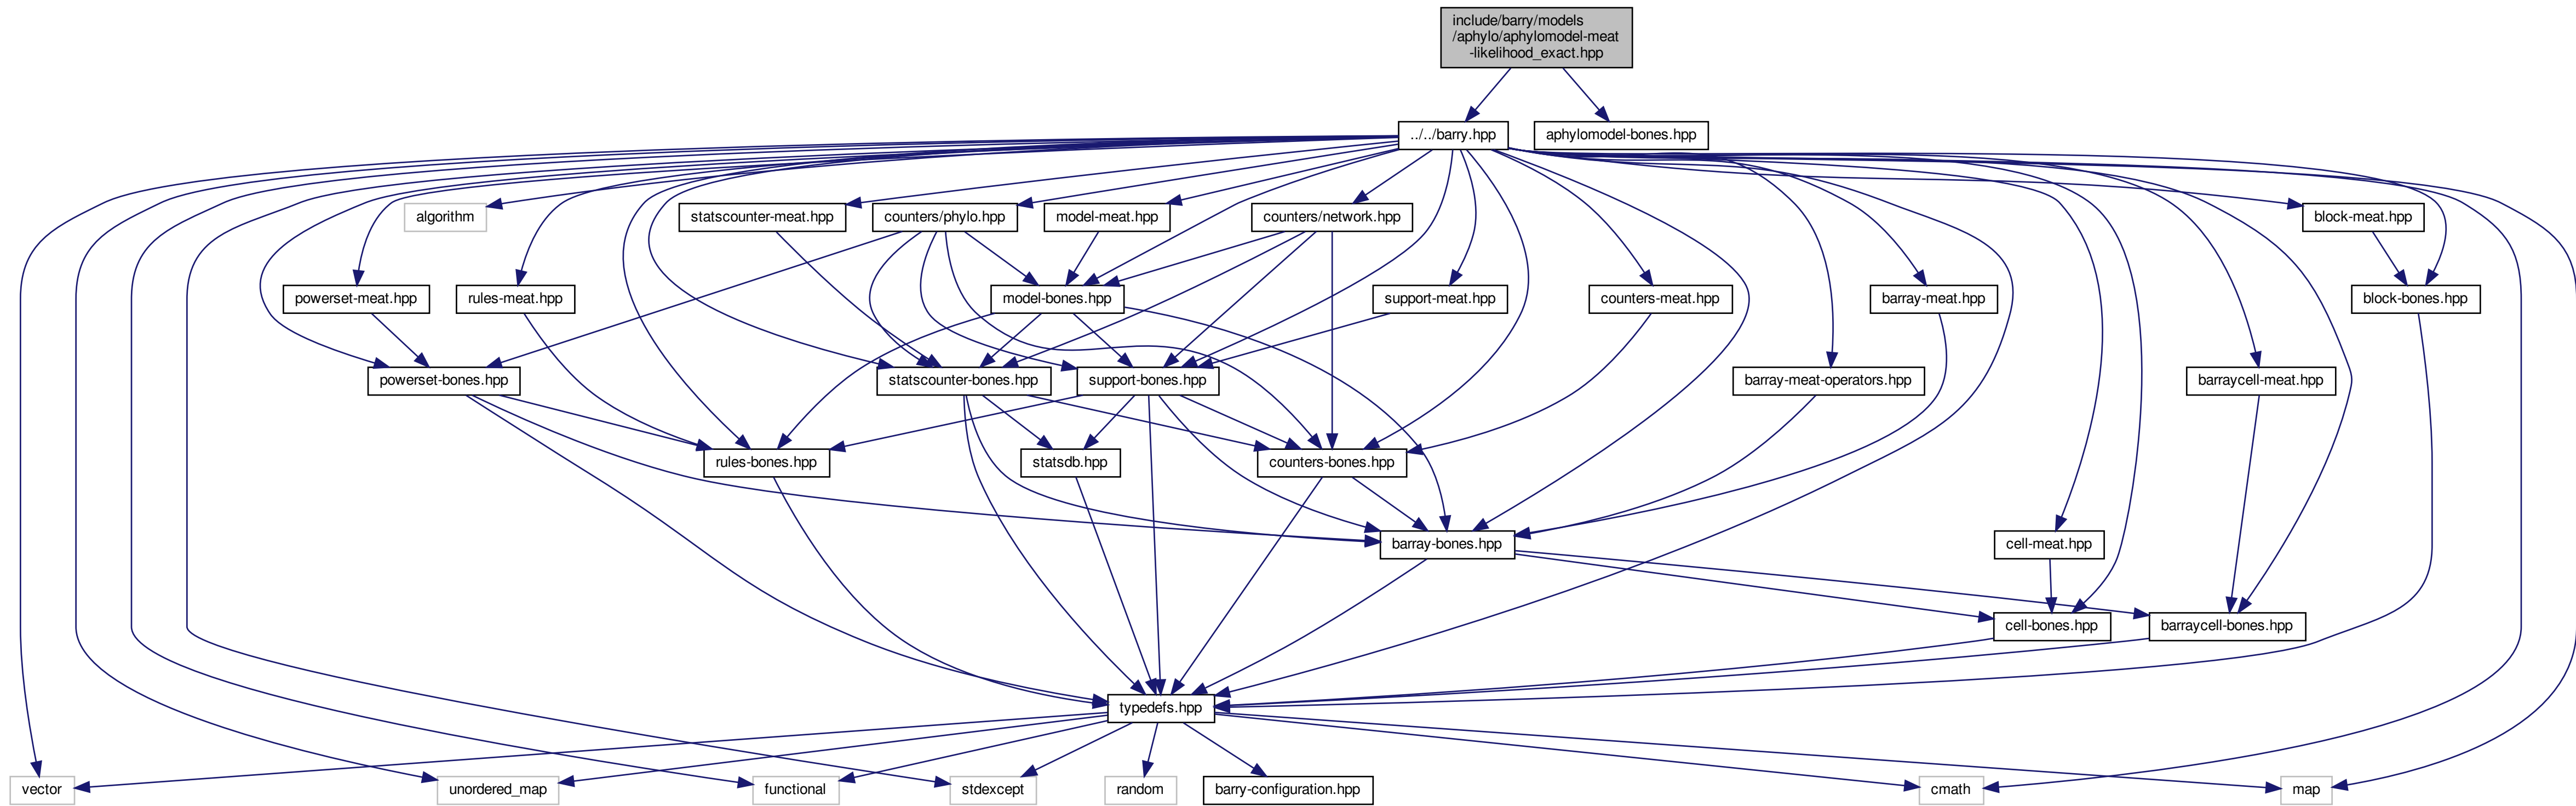 include/barry/models
/aphylo/aphylomodel-meat
-likelihood_exact.hpp
../../barry.hpp
aphylomodel-bones.hpp
algorithm
statscounter-meat.hpp
counters/phylo.hpp
model-meat.hpp
counters/network.hpp
block-meat.hpp
powerset-meat.hpp
rules-meat.hpp
model-bones.hpp
support-meat.hpp
counters-meat.hpp
barray-meat.hpp
block-bones.hpp
powerset-bones.hpp
statscounter-bones.hpp
support-bones.hpp
barray-meat-operators.hpp
barraycell-meat.hpp
rules-bones.hpp
statsdb.hpp
counters-bones.hpp
barray-bones.hpp
cell-meat.hpp
cell-bones.hpp
barraycell-bones.hpp
typedefs.hpp
vector
unordered_map
functional
stdexcept
random
barry-configuration.hpp
cmath
map